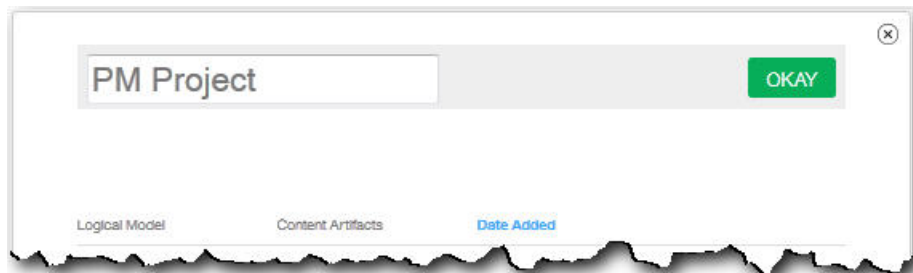 PM Project
OKAY
Logical Model
Content Artifacts
Date Added